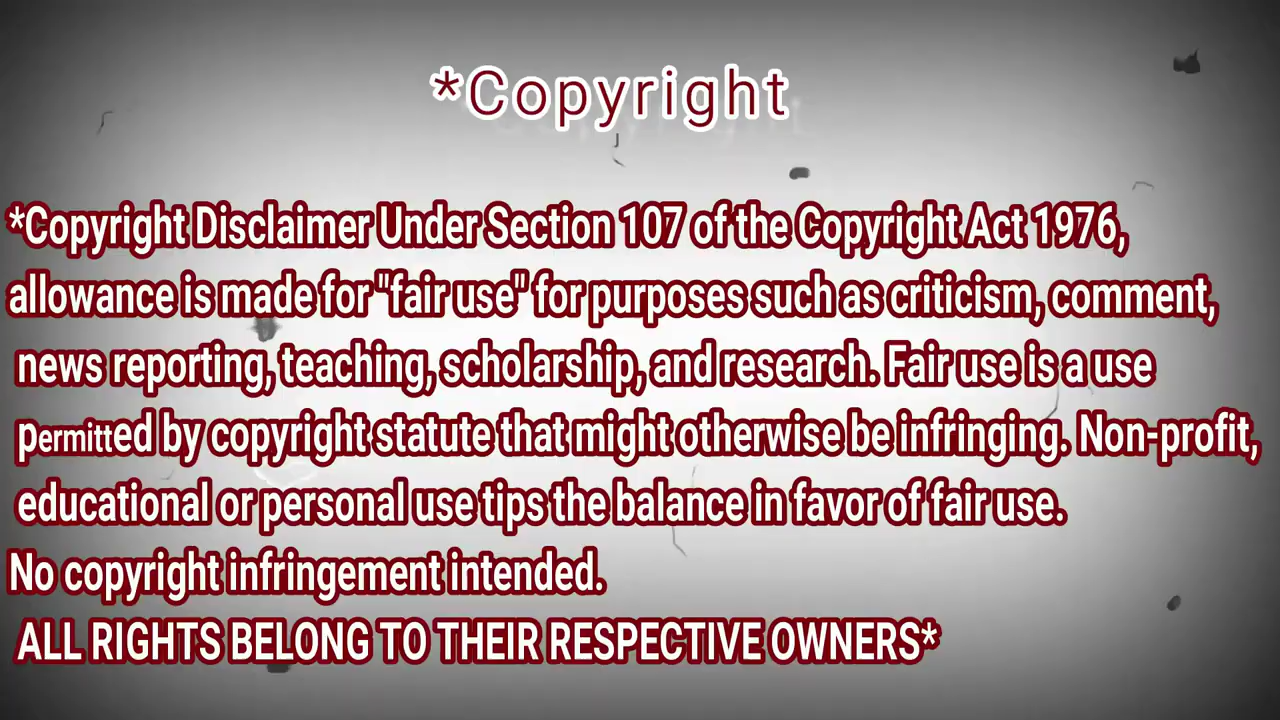 *Copyright
*Copyright Disclaimer Under Section 107 of the Copyright Act 1976,
allowance is made for "fair use" for purposes such as criticism, comment,
news reporting, teaching, scholarship, and research. Fair use is a use
permitted by copyright statute that might otherwise be infringing. Non-profit,
educational or personal use tips the balance in favor of fair use.
No copyright infringement intended.
ALL RIGHTS BELONG TO THEIR RESPECTIVE OWNERS*